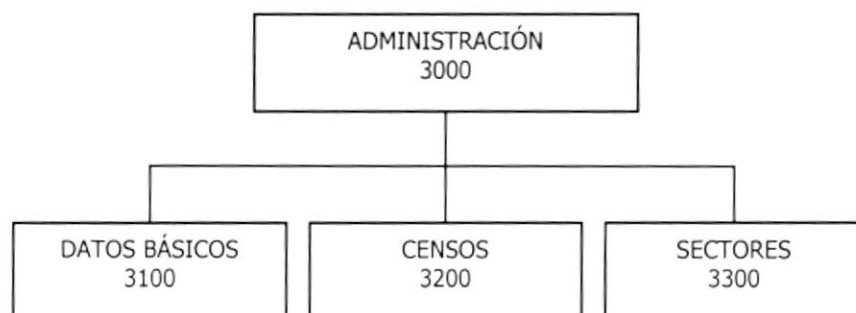 ADMINISTRACIÓN
3000
DATOS BÁSICOS
3100
CENSOS
3200
SECTORES
3300